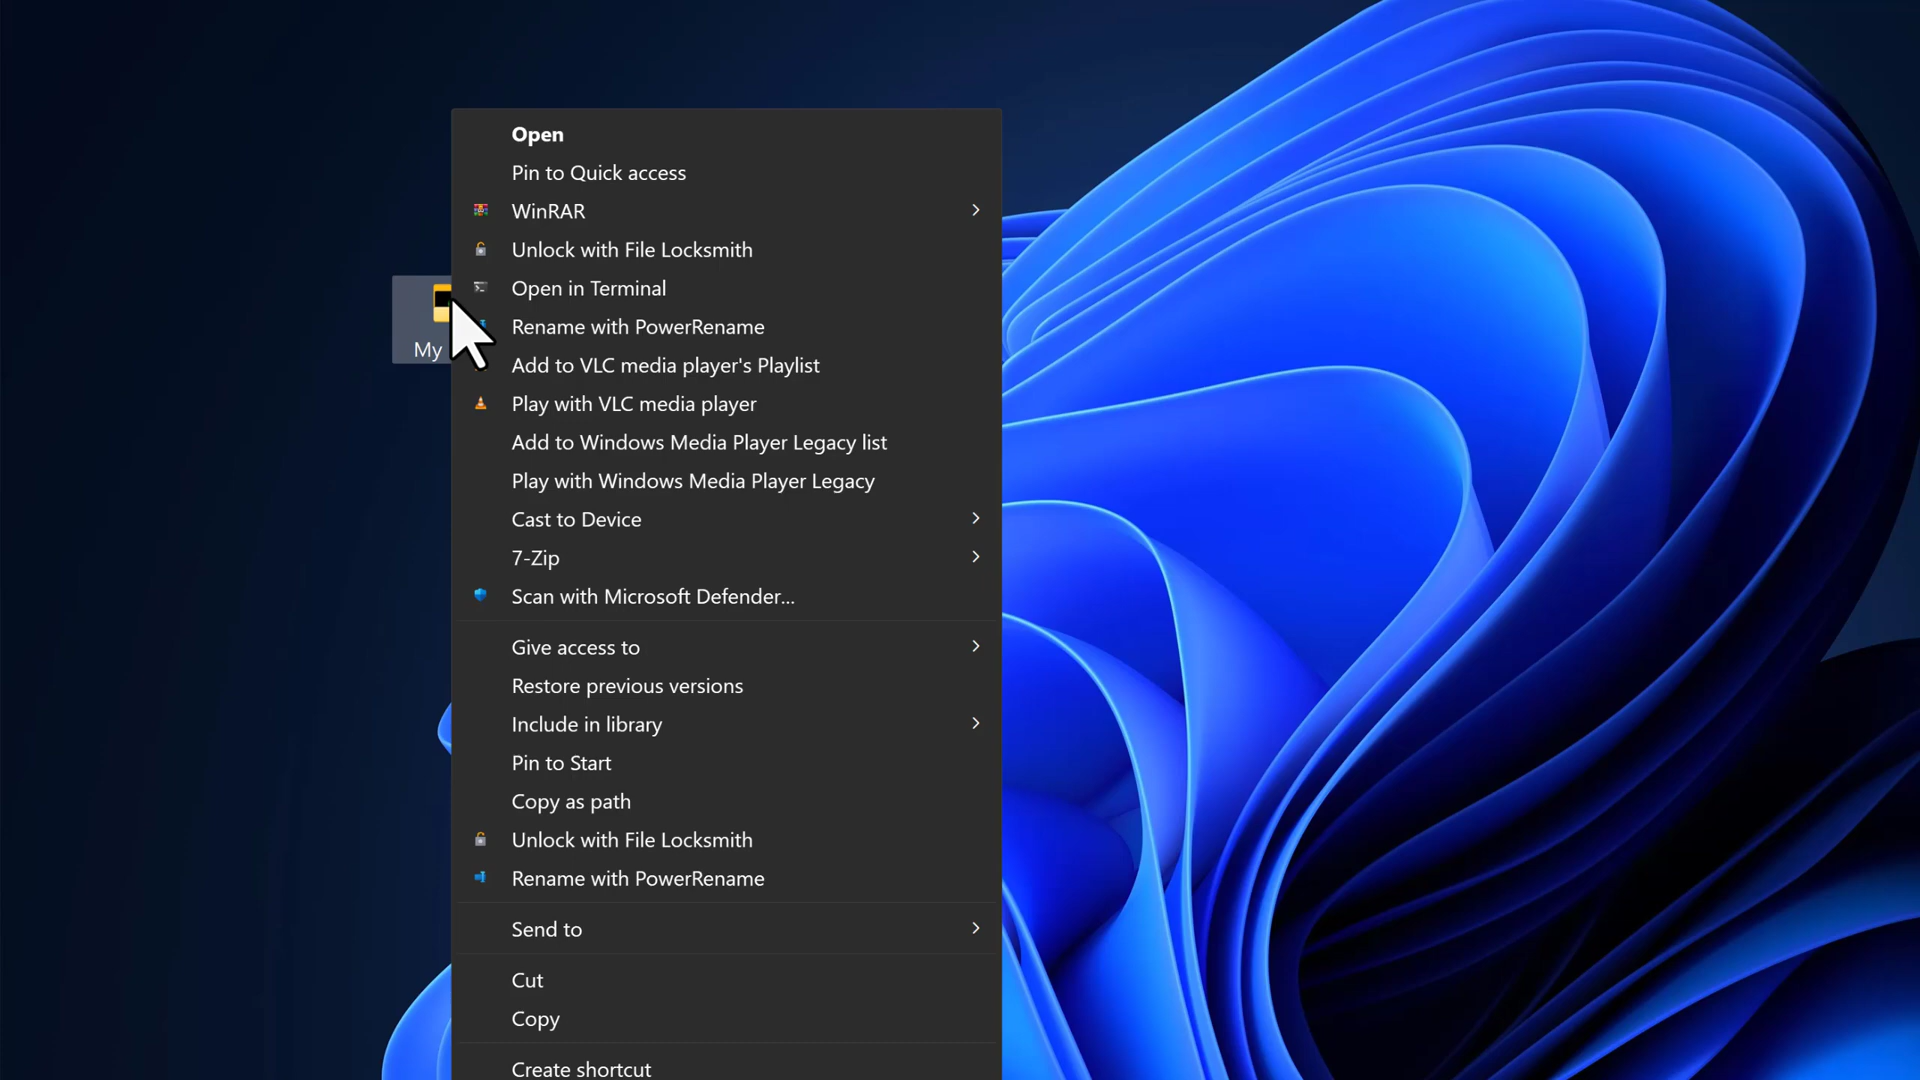 Open
Pin to Quick access
WinRAR
Unlock with File Locksmith
Open in Terminal
Rename with PowerRename
My
Add to VLC media player's Playlist
Play with VLC media player
Add to Windows Media Player Legacy list
Play with Windows Media Player Legacy
Cast to Device
7-Zip
Scan with Microsoft Defender...
Give access to
Restore previous versions
Include in library
Pin to Start
Copy as path
Unlock with File Locksmith
Rename with PowerRename
Send to
Cut
Copy
Create shortcut